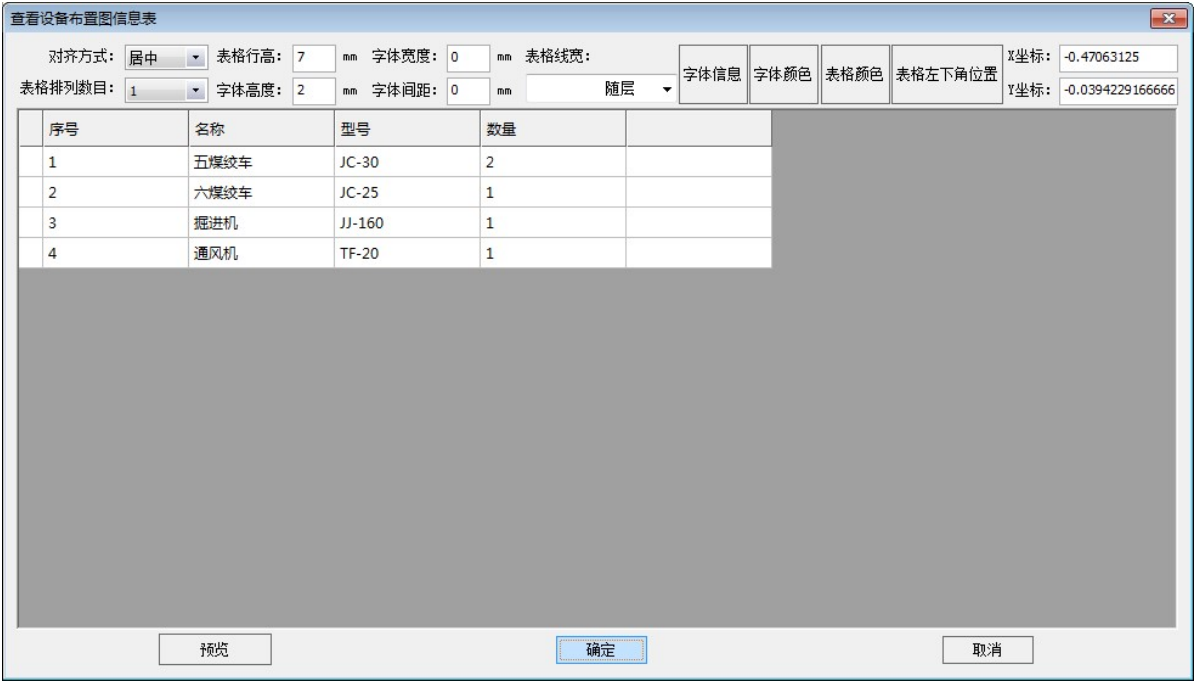 查看设备布置图信息表
对齐方式: 居中 表格行高: 7 mm 字体宽度: 0 mm 表格线宽: 字体信息 字体颜色 表格颜色 表格左下角位置 X坐标: -0.47063125
表格排列数目: 1 字体高度: 2 mm 字体间距: 0 mm 随层 Y坐标: -0.0394229166666
序号 名称 型号 数量
1 五煤绞车 JC-30 2
2 六煤绞车 JC-25 1
3 掘进机 JJ-160 1
4 通风机 TF-20 1
预览 确定 取消